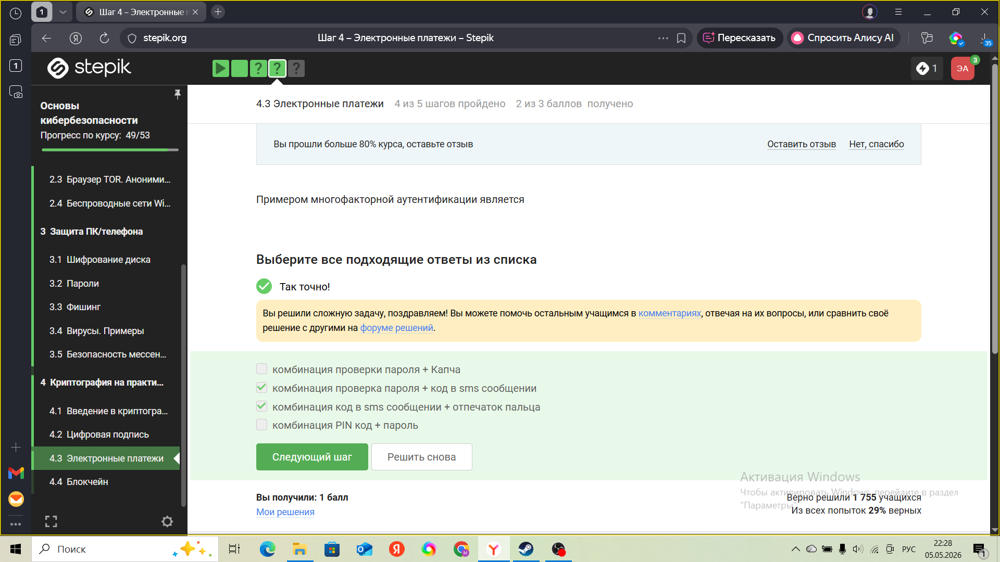 1
Шаг 4 – Электронные п
stepik.org
Шаг 4 – Электронные платежи – Stepik
Пересказать
Спросить Алису AI
35
1
stepik
? ? ?
1
ЭА
3
Основы
кибербезопасности
Прогресс по курсу: 49/53
2.3 Браузер TOR. Аноними...
2.4 Беспроводные сети Wi...
3 Защита ПК/телефона
3.1 Шифрование диска
3.2 Пароли
3.3 Фишинг
3.4 Вирусы. Примеры
3.5 Безопасность мессен...
4 Криптография на практи...
4.1 Введение в криптогра...
4.2 Цифровая подпись
4.3 Электронные платежи
4.4 Блокчейн
4.3 Электронные платежи 4 из 5 шагов пройдено 2 из 3 баллов получено
Вы прошли больше 80% курса, оставьте отзыв
Оставить отзыв Нет, спасибо
Примером многофакторной аутентификации является
Выберите все подходящие ответы из списка
Так точно!
Вы решили сложную задачу, поздравляем! Вы можете помочь остальным учащимся в комментариях, отвечая на их вопросы, или сравнить своё
решение с другими на форуме решений.
комбинация проверки пароля + Капча
комбинация проверка пароля + код в sms сообщении
комбинация код в sms сообщении + отпечаток пальца
комбинация PIN код + пароль
Следующий шаг Решить снова
Вы получили: 1 балл
Мои решения
Верно решили 1 755 учащихся
Из всех попыток 29% верных
Активация Windows
Чтобы активировать Windows, перейдите в раздел
"Параметры"
Поиск
РУС
22:28
05.05.2026
1